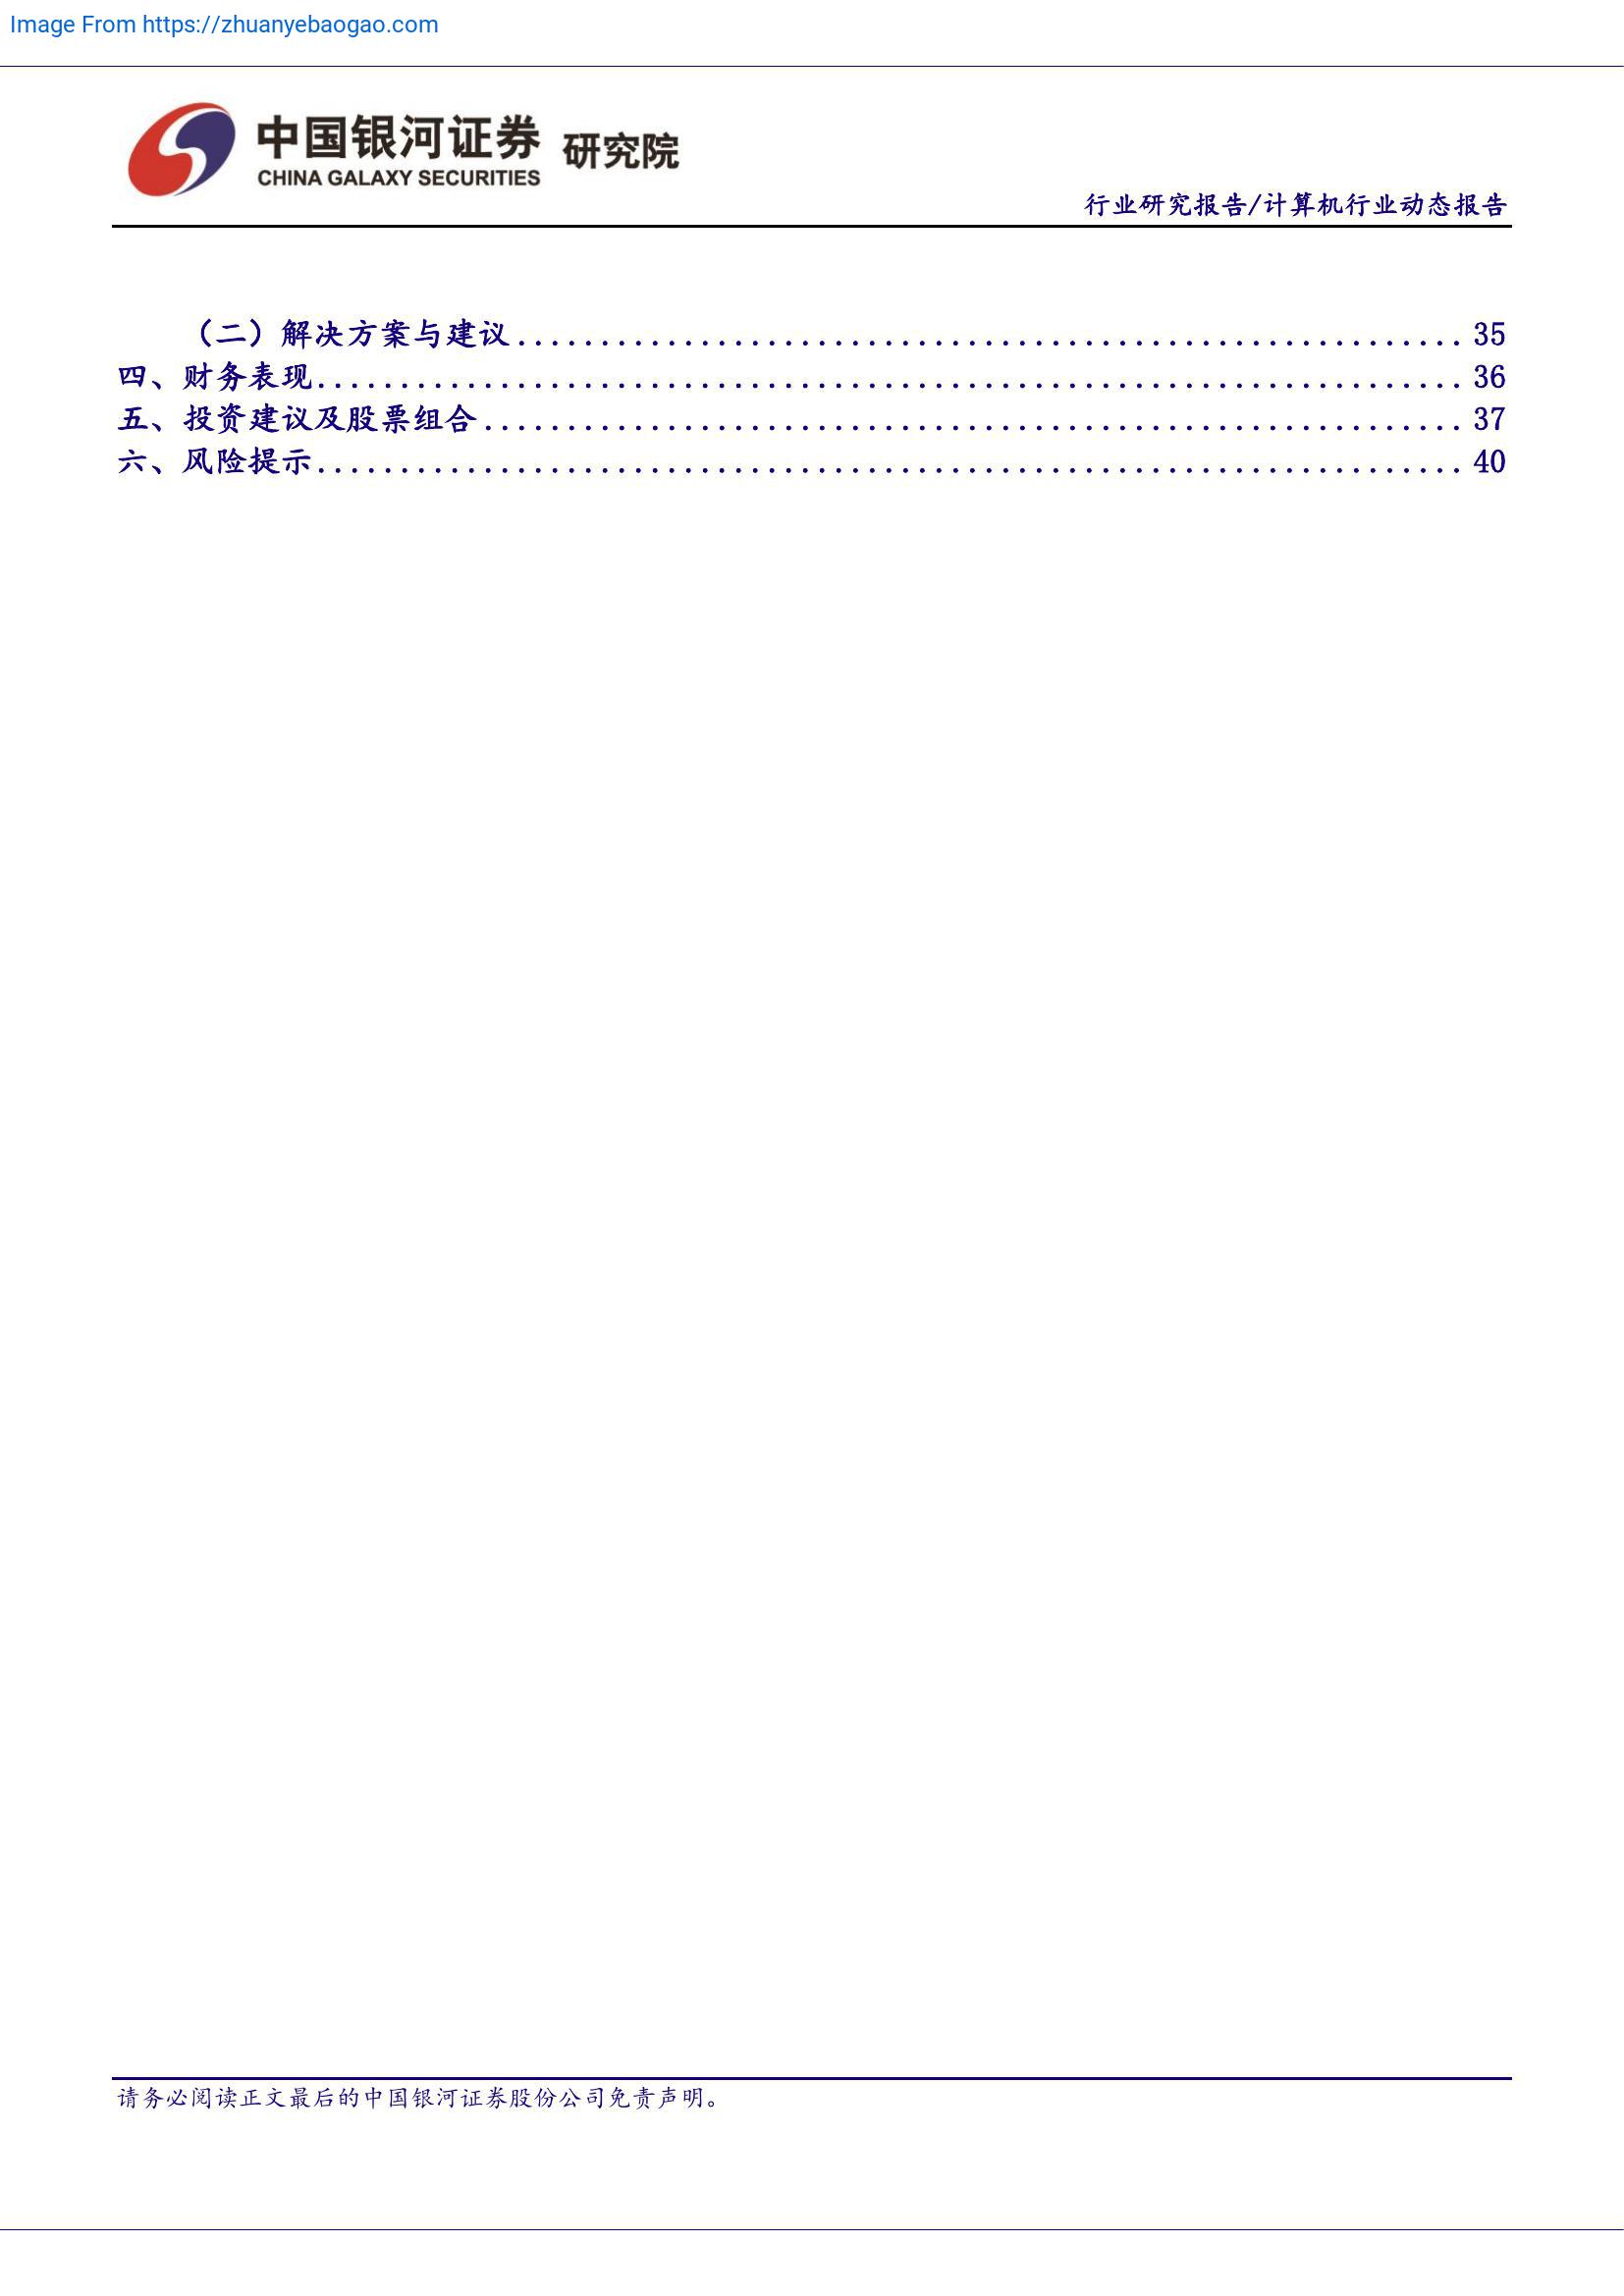 Image From https://zhuanyebaogao.com
中国银河证券 研究院
CHINA GALAXY SECURITIES
行业研究报告/计算机行业动态报告
（二）解决方案与建议.......................................................... 35
四、财务表现...................................................................... 36
五、投资建议及股票组合............................................................ 37
六、风险提示...................................................................... 40
请务必阅读正文最后的中国银河证券股份公司免责声明。